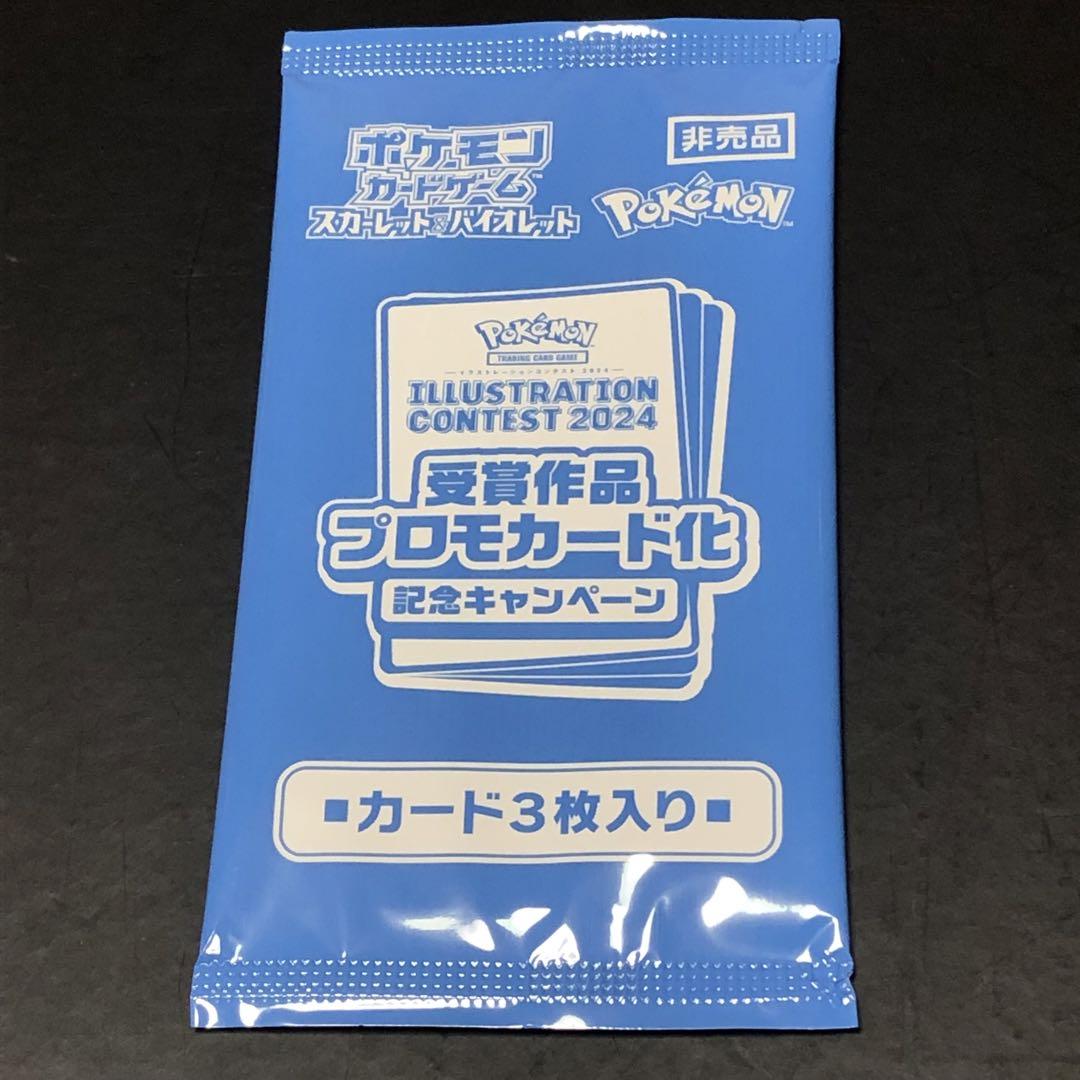 ポケモン
カードゲーム™
スカーレット&バイオレット
非売品
POKéMON™
POKéMON
TRADING CARD GAME
イラストレーションコンテスト 2024
ILLUSTRATION
CONTEST 2024
受賞作品
プロモカード化
記念キャンペーン
■カード3枚入り■